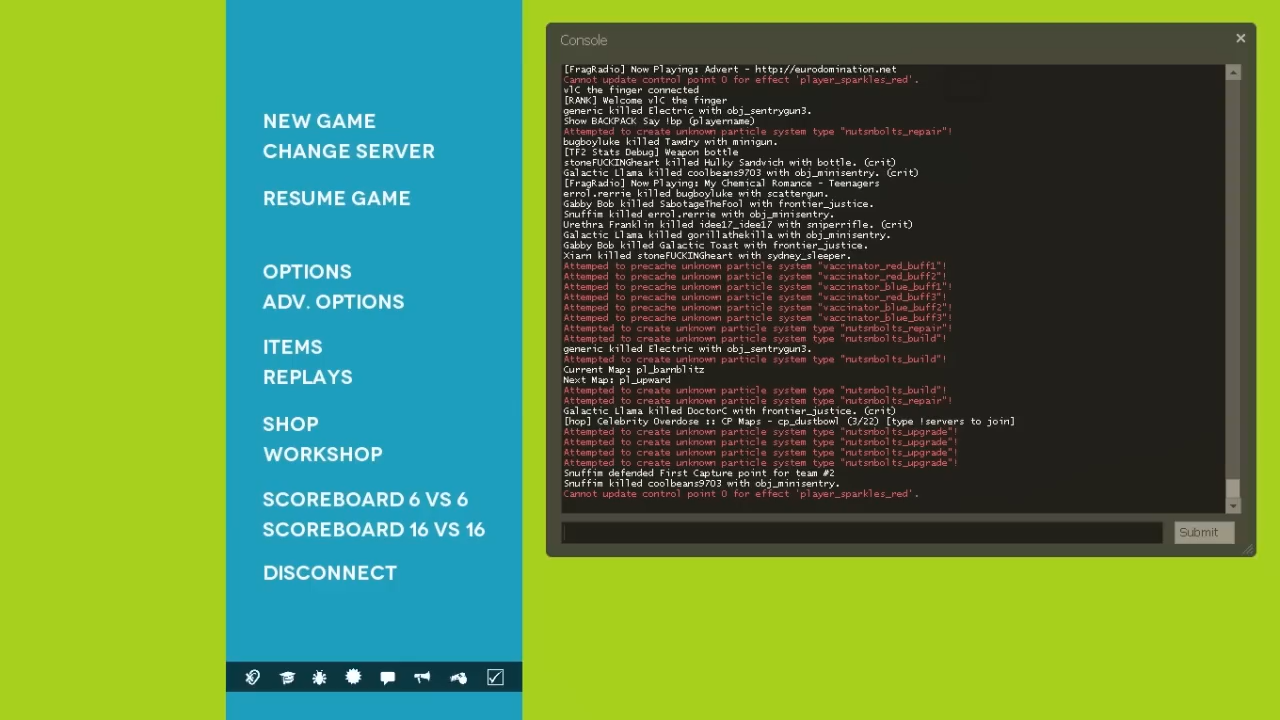 NEW GAME
CHANGE SERVER
RESUME GAME
OPTIONS
ADV. OPTIONS
ITEMS
REPLAYS
SHOP
WORKSHOP
SCOREBOARD 6 VS 6
SCOREBOARD 16 VS 16
DISCONNECT
Console
[FragRadio] Now Playing: Advert - http://eurodomination.net
Cannot update control point 0 for effect 'player_sparkles_red'.
vlC the finger connected
[RANK] Welcome vlC the finger
generic killed Electric with obj_sentrygun3.
Show BACKPACK Say !bp (playername)
Attempted to create unknown particle system type "nutsnbolts_repair"!
bugboyluke killed Tawdry with minigun.
[TF2 Stats Debug] Weapon bottle
stoneFUCKINGheart killed Hulky Sandvich with bottle. (crit)
Galactic Llama killed coolbeans9703 with obj_minisentry. (crit)
[FragRadio] Now Playing: My Chemical Romance - Teenagers
errol.rerrie killed bugboyluke with scattergun.
Gabby Bob killed SabotageTheFool with frontier_justice.
Snuffim killed errol.rerrie with obj_minisentry.
Urethra Franklin killed idee17_idee17 with sniperrifle. (crit)
Galactic Llama killed gorillathekilla with obj_minisentry.
Gabby Bob killed Galactic Toast with frontier_justice.
Xiam killed stoneFUCKINGheart with sydney_sleeper.
Attemped to precache unknown particle system "vaccinator_red_buff1"!
Attemped to precache unknown particle system "vaccinator_red_buff2"!
Attemped to precache unknown particle system "vaccinator_blue_buff1"!
Attemped to precache unknown particle system "vaccinator_red_buff3"!
Attemped to precache unknown particle system "vaccinator_blue_buff2"!
Attemped to precache unknown particle system "vaccinator_blue_buff3"!
Attempted to create unknown particle system type "nutsnbolts_repair"!
Attempted to create unknown particle system type "nutsnbolts_build"!
generic killed Electric with obj_sentrygun3.
Attempted to create unknown particle system type "nutsnbolts_build"!
Current Map: pl_barnblitz
Next Map: pl_upward
Attempted to create unknown particle system type "nutsnbolts_build"!
Attempted to create unknown particle system type "nutsnbolts_repair"!
Galactic Llama killed DoctorC with frontier_justice. (crit)
[hop] Celebrity Overdose :: CP Maps - cp_dustbowl (3/22) [type !servers to join]
Attempted to create unknown particle system type "nutsnbolts_upgrade"!
Attempted to create unknown particle system type "nutsnbolts_upgrade"!
Attempted to create unknown particle system type "nutsnbolts_upgrade"!
Attempted to create unknown particle system type "nutsnbolts_upgrade"!
Snuffim defended First Capture point for team #2
Snuffim killed coolbeans9703 with obj_minisentry.
Cannot update control point 0 for effect 'player_sparkles_red'.
Submit